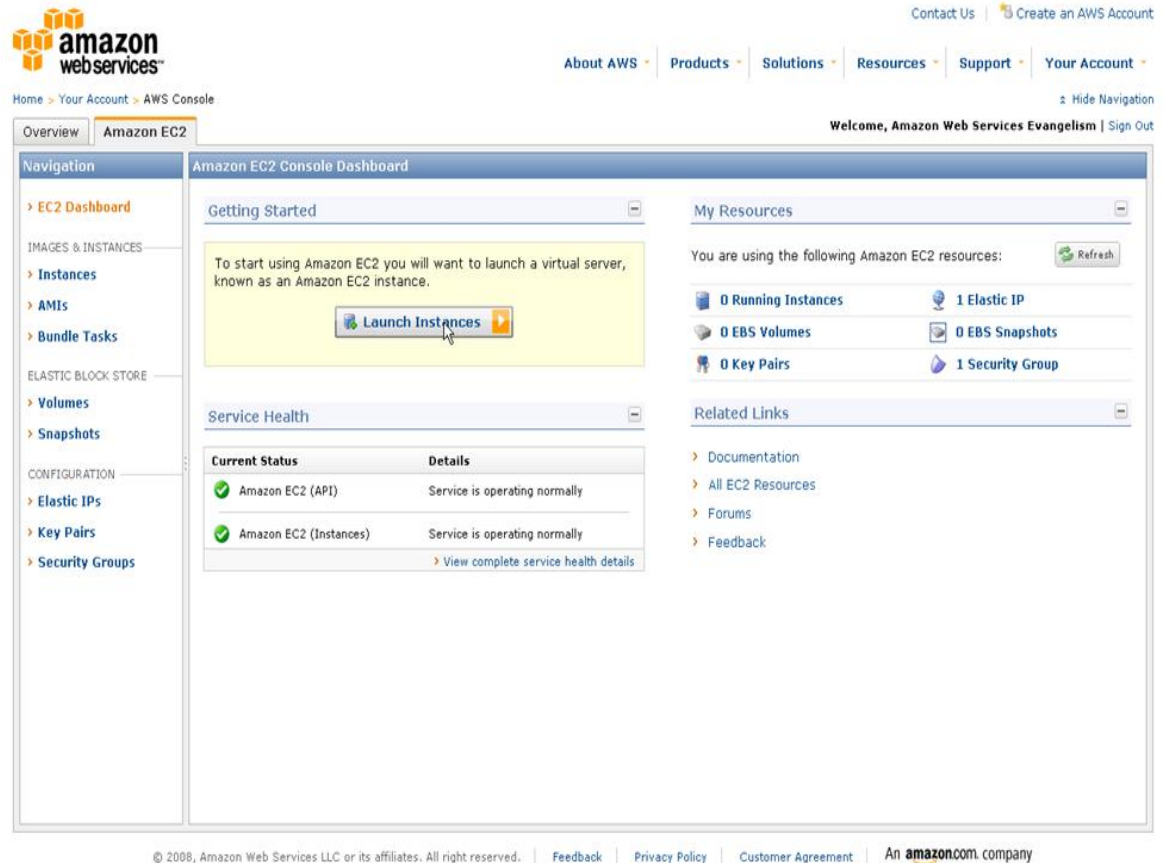 Contact Us | Create an AWS Account
amazon
webservices™
About AWS Products Solutions Resources Support Your Account
Home > Your Account > AWS Console
Hide Navigation
Overview Amazon EC2
Welcome, Amazon Web Services Evangelism | Sign Out
Navigation
> EC2 Dashboard
IMAGES & INSTANCES
> Instances
> AMIs
> Bundle Tasks
ELASTIC BLOCK STORE
> Volumes
> Snapshots
CONFIGURATION
> Elastic IPs
> Key Pairs
> Security Groups
Amazon EC2 Console Dashboard
Getting Started
To start using Amazon EC2 you will want to launch a virtual server,
known as an Amazon EC2 instance.
Launch Instances
Service Health
Current Status Details
Amazon EC2 (API) Service is operating normally
Amazon EC2 (Instances) Service is operating normally
> View complete service health details
My Resources
You are using the following Amazon EC2 resources:
Refresh
0 Running Instances 1 Elastic IP
0 EBS Volumes 0 EBS Snapshots
0 Key Pairs 1 Security Group
Related Links
> Documentation
> All EC2 Resources
> Forums
> Feedback
© 2008, Amazon Web Services LLC or its affiliates. All right reserved. | Feedback | Privacy Policy | Customer Agreement | An amazon.com. company